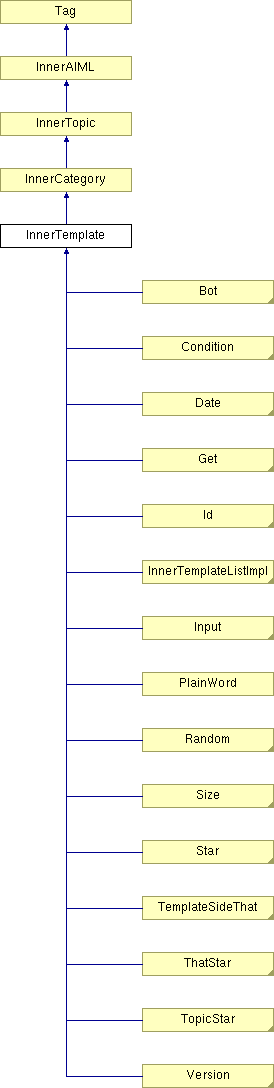 Tag
InnerAIML
InnerTopic
InnerCategory
InnerTemplate
Bot
Condition
Date
Get
Id
InnerTemplateListImpl
Input
PlainWord
Random
Size
Star
TemplateSideThat
ThatStar
TopicStar
Version